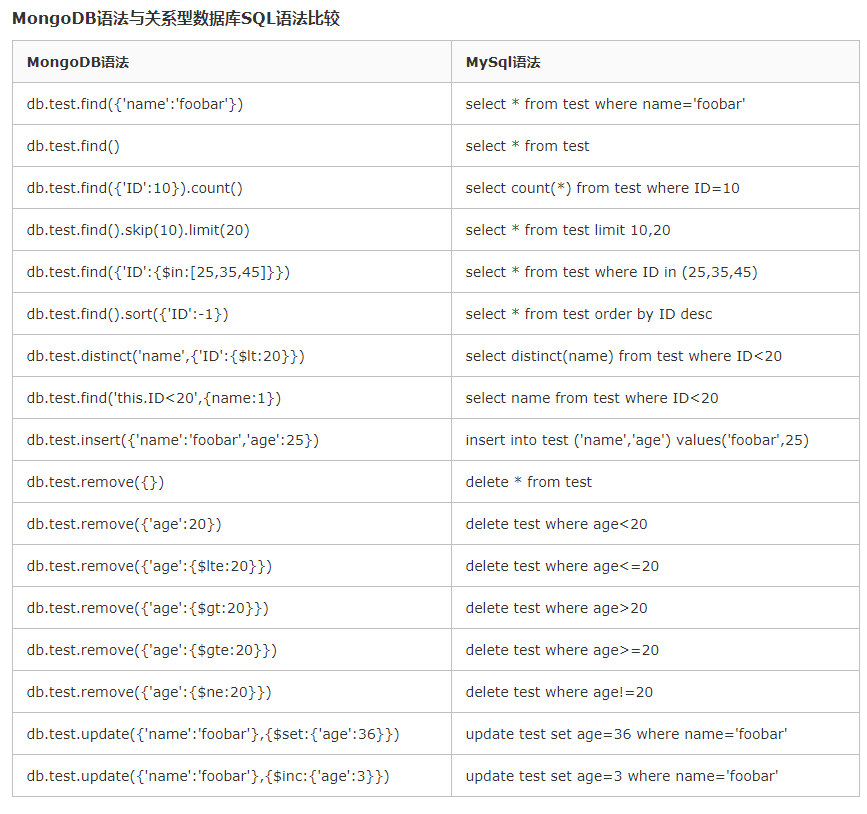 MongoDB语法与关系型数据库SQL语法比较
MongoDB语法 MySql语法
db.test.find({'name':'foobar'}) select * from test where name='foobar'
db.test.find() select * from test
db.test.find({'ID':10}).count() select count(*) from test where ID=10
db.test.find().skip(10).limit(20) select * from test limit 10,20
db.test.find({'ID':{$in:[25,35,45]}}) select * from test where ID in (25,35,45)
db.test.find().sort({'ID':-1}) select * from test order by ID desc
db.test.distinct('name',{'ID':{$lt:20}}) select distinct(name) from test where ID<20
db.test.find('this.ID<20',{name:1}) select name from test where ID<20
db.test.insert({'name':'foobar','age':25}) insert into test ('name','age') values('foobar',25)
db.test.remove({}) delete * from test
db.test.remove({'age':20}) delete test where age<20
db.test.remove({'age':{$lte:20}}) delete test where age<=20
db.test.remove({'age':{$gt:20}}) delete test where age>20
db.test.remove({'age':{$gte:20}}) delete test where age>=20
db.test.remove({'age':{$ne:20}}) delete test where age!=20
db.test.update({'name':'foobar'},{$set:{'age':36}}) update test set age=36 where name='foobar'
db.test.update({'name':'foobar'},{$inc:{'age':3}}) update test set age=3 where name='foobar'